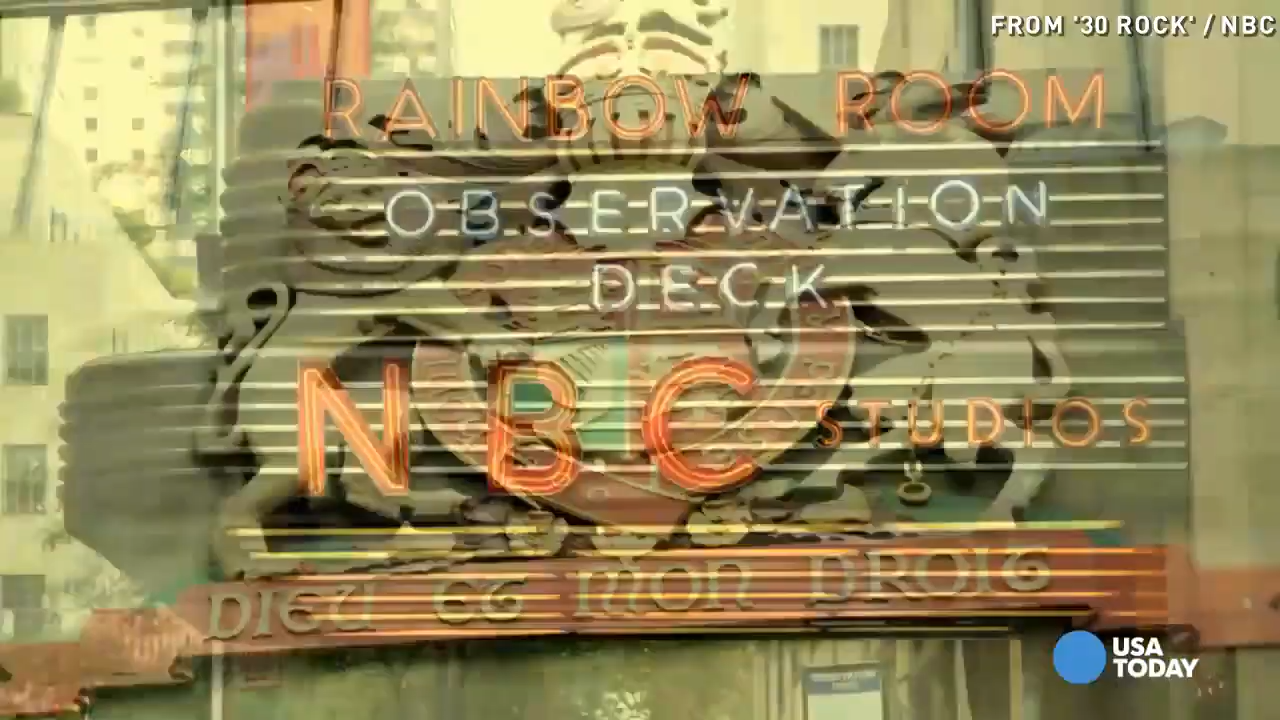 FROM '30 ROCK' / NBC
RAINBOW ROOM
OBSERVATION
DECK
NBC STUDIOS
DIEU ET MON DROIT
USA
TODAY